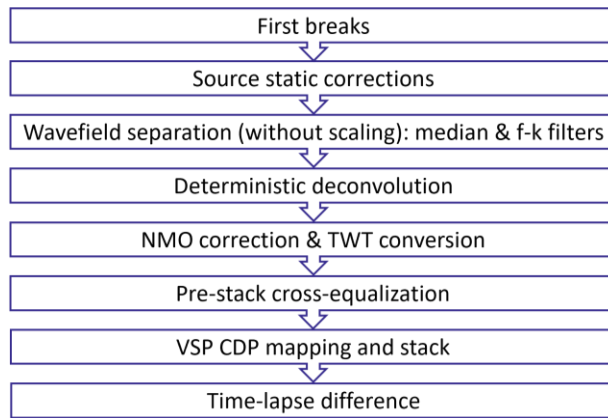 First breaks
Source static corrections
Wavefield separation (without scaling): median & f-k filters
Deterministic deconvolution
NMO correction & TWT conversion
Pre-stack cross-equalization
VSP CDP mapping and stack
Time-lapse difference